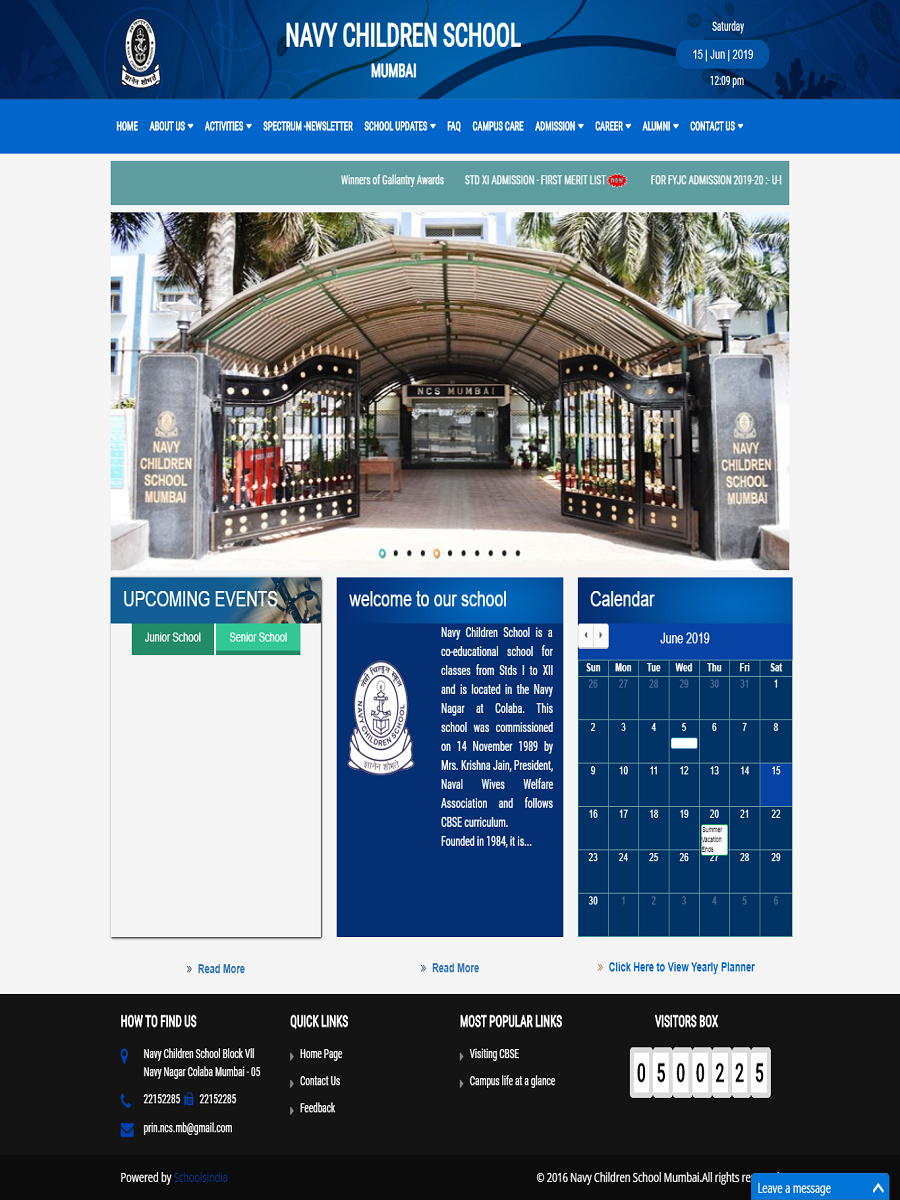 NAVY CHILDREN SCHOOL
MUMBAI
Saturday
15 | Jun | 2019
12:09 pm
HOME ABOUT US ACTIVITIES SPECTRUM -NEWSLETTER SCHOOL UPDATES FAQ CAMPUS CARE ADMISSION CAREER ALUMNI CONTACT US
Winners of Gallantry Awards STD XI ADMISSION - FIRST MERIT LIST new FOR FYJC ADMISSION 2019-20 :- U-I
NCS MUMBAI
NAVY
CHILDREN
SCHOOL
MUMBAI
NAVY
CHILDREN
SCHOOL
MUMBAI
UPCOMING EVENTS
Junior School Senior School
Read More
welcome to our school
NAVY CHILDREN SCHOOL
ज्ञानेन शोभते
Navy Children School is a
co-educational school for
classes from Stds I to XII
and is located in the Navy
Nagar at Colaba. This
school was commissioned
on 14 November 1989 by
Mrs. Krishna Jain, President,
Naval Wives Welfare
Association and follows
CBSE curriculum.
Founded in 1984, it is...
Read More
Calendar
June 2019
Sun Mon Tue Wed Thu Fri Sat
26 27 28 29 30 31 1
2 3 4 5 6 7 8
9 10 11 12 13 14 15
16 17 18 19 20 21 22
Summer
Vacation
Ends
23 24 25 26 27 28 29
30 1 2 3 4 5 6
Click Here to View Yearly Planner
HOW TO FIND US
Navy Children School Block Vll
Navy Nagar Colaba Mumbai - 05
22152285 22152285
prin.ncs.mb@gmail.com
QUICK LINKS
Home Page
Contact Us
Feedback
MOST POPULAR LINKS
Visiting CBSE
Campus life at a glance
VISITORS BOX
0500225
Powered by Schoolsindia
© 2016 Navy Children School Mumbai.All rights re
Leave a message